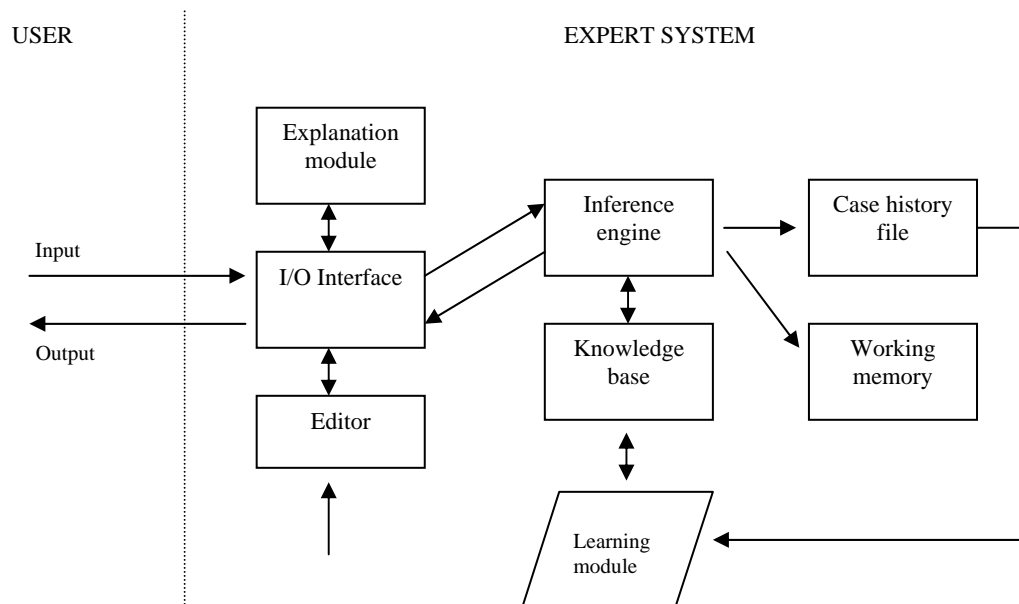 USER
EXPERT SYSTEM
Explanation
module
Inference
engine
Case history
file
Input
I/O Interface
Output
Knowledge
base
Working
memory
Editor
Learning
module